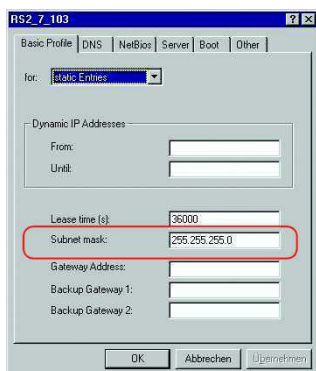 RS2_7_103
Basic Profile DNS NetBios Server Boot Other
for: static Entries
Dynamic IP Addresses
From:
Until:
Lease time (s): 36000
Subnet mask: 255.255.255.0
Gateway Address:
Backup Gateway 1:
Backup Gateway 2:
OK Abbrechen Übernehmen